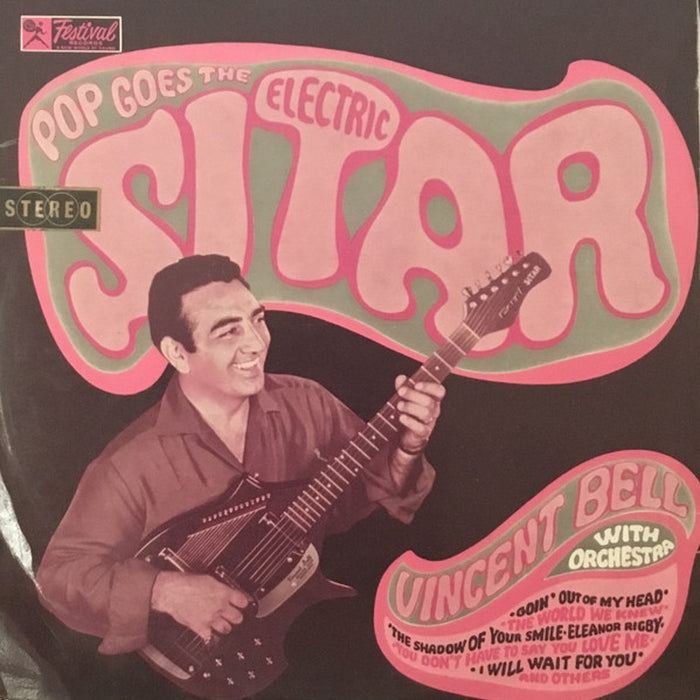 Festival
RECORDS
POP GOES THE
ELECTRIC
SITAR
STEREO
SITAR
VINCENT BELL
WITH
ORCHESTRA
•GOIN' OUT OF MY HEAD•
•THE WORLD WE KNEW•
•THE SHADOW OF YOUR SMILE•ELEANOR RIGBY•
•YOU DON'T HAVE TO SAY YOU LOVE ME•
•I WILL WAIT FOR YOU•
AND OTHERS